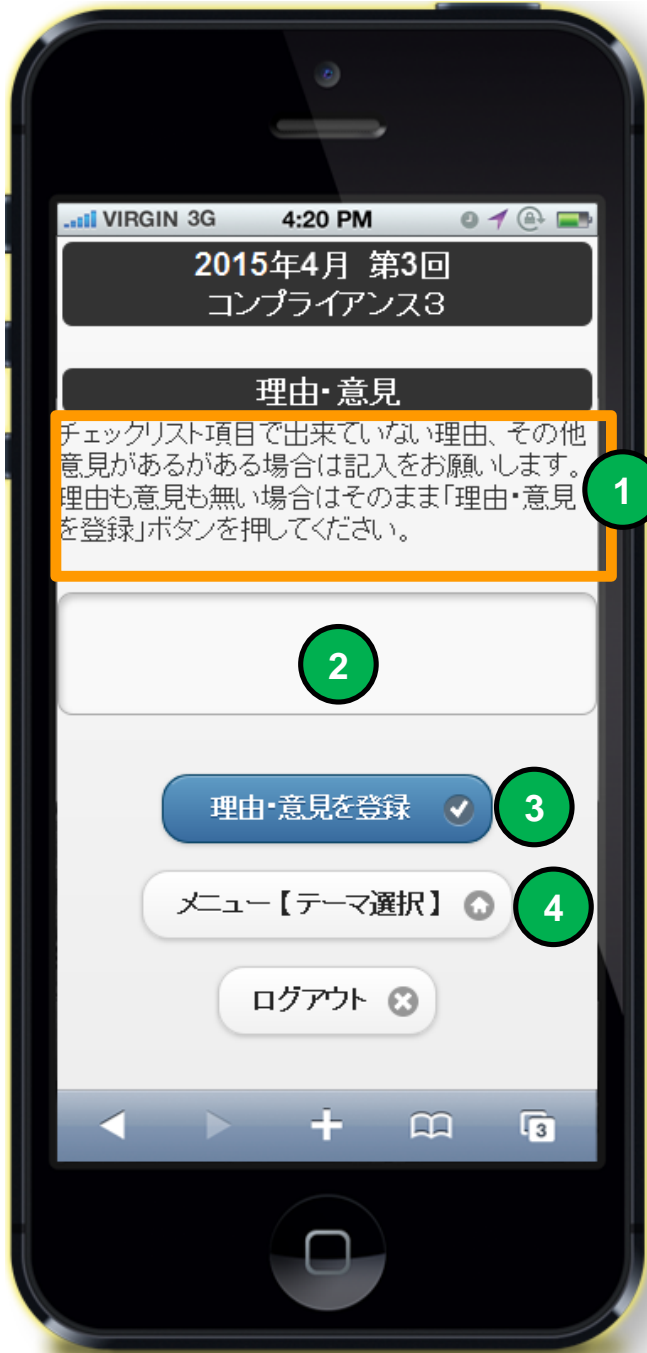 VIRGIN 3G 4:20 PM
2015年4月 第3回
コンプライアンス3
理由・意見
チェックリスト項目で出来ていない理由、その他
意見があるがある場合は記入をお願いします。
理由も意見も無い場合はそのまま「理由・意見
を登録」ボタンを押してください。
1
2
理由・意見を登録
3
メニュー【テーマ選択】
4
ログアウト
3